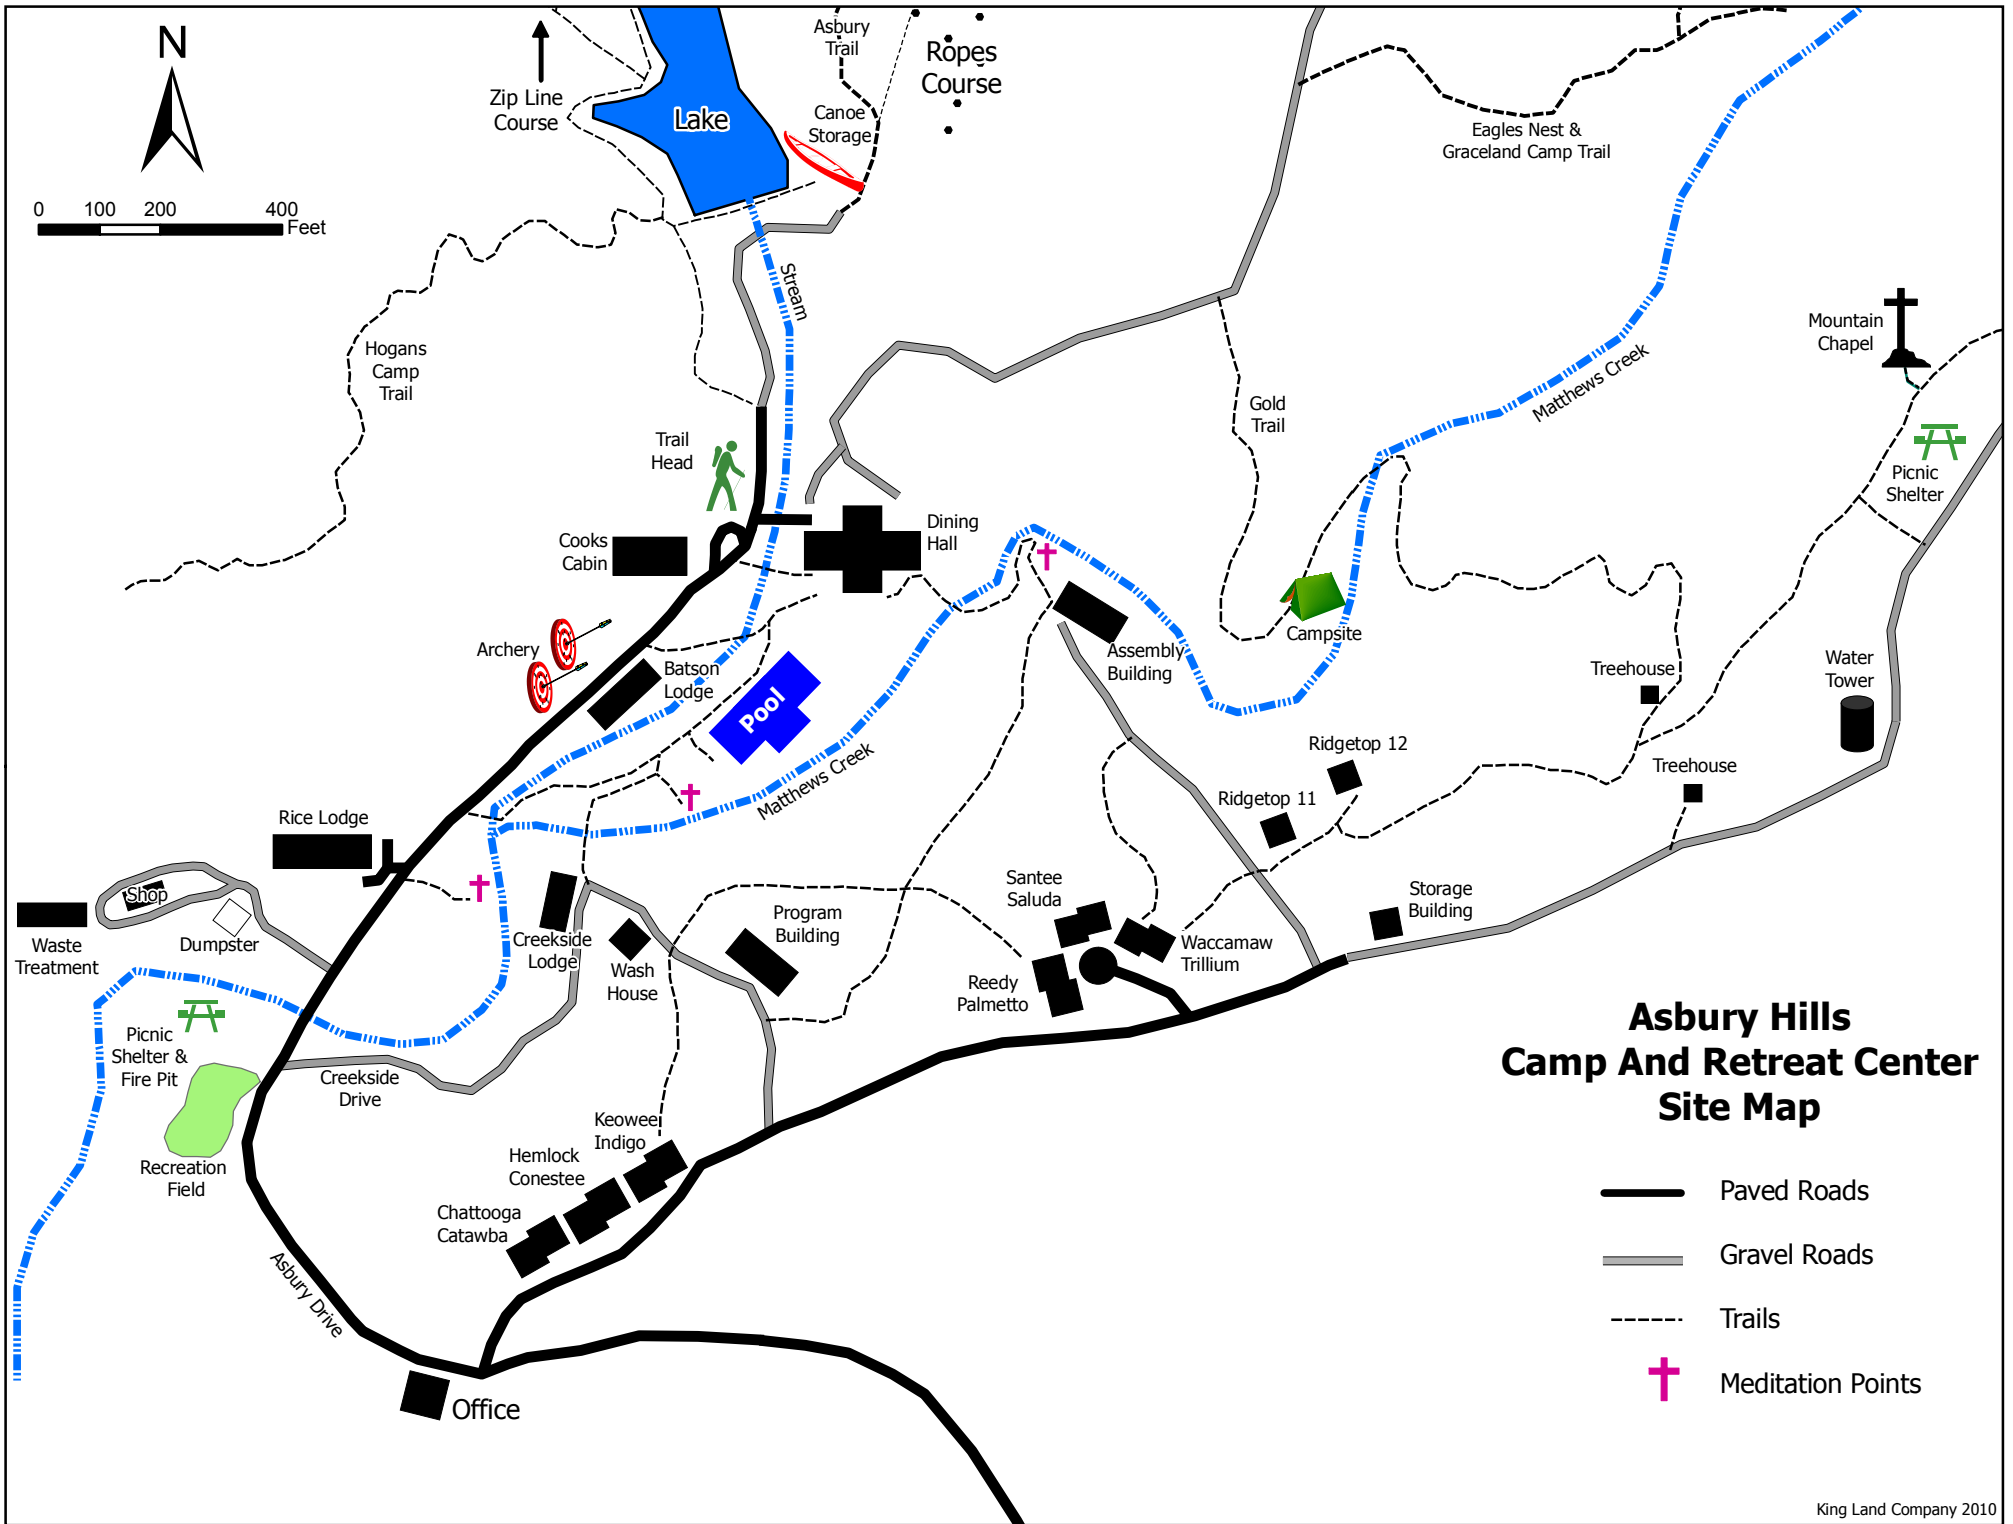 N
0 100 200 400
Feet
Zip Line
Course
Lake
Asbury
Trail
Canoe
Storage
Ropes
Course
Eagles Nest &
Graceland Camp Trail
Stream
Hogans
Camp
Trail
Trail
Head
Gold
Trail
Matthews Creek
Mountain
Chapel
Picnic
Shelter
Cooks
Cabin
Dining
Hall
Archery
Batson
Lodge
Pool
Assembly
Building
Campsite
Treehouse
Water
Tower
Matthews Creek
Ridgetop 12
Treehouse
Ridgetop 11
Rice Lodge
Shop
Waste
Treatment
Dumpster
Creekside
Lodge
Wash
House
Program
Building
Santee
Saluda
Waccamaw
Trillium
Storage
Building
Reedy
Palmetto
Picnic
Shelter &
Fire Pit
Creekside
Drive
Recreation
Field
Keowee
Indigo
Hemlock
Conestee
Chattooga
Catawba
Asbury Drive
Office
Asbury Hills
Camp And Retreat Center
Site Map
Paved Roads
Gravel Roads
Trails
Meditation Points
King Land Company 2010